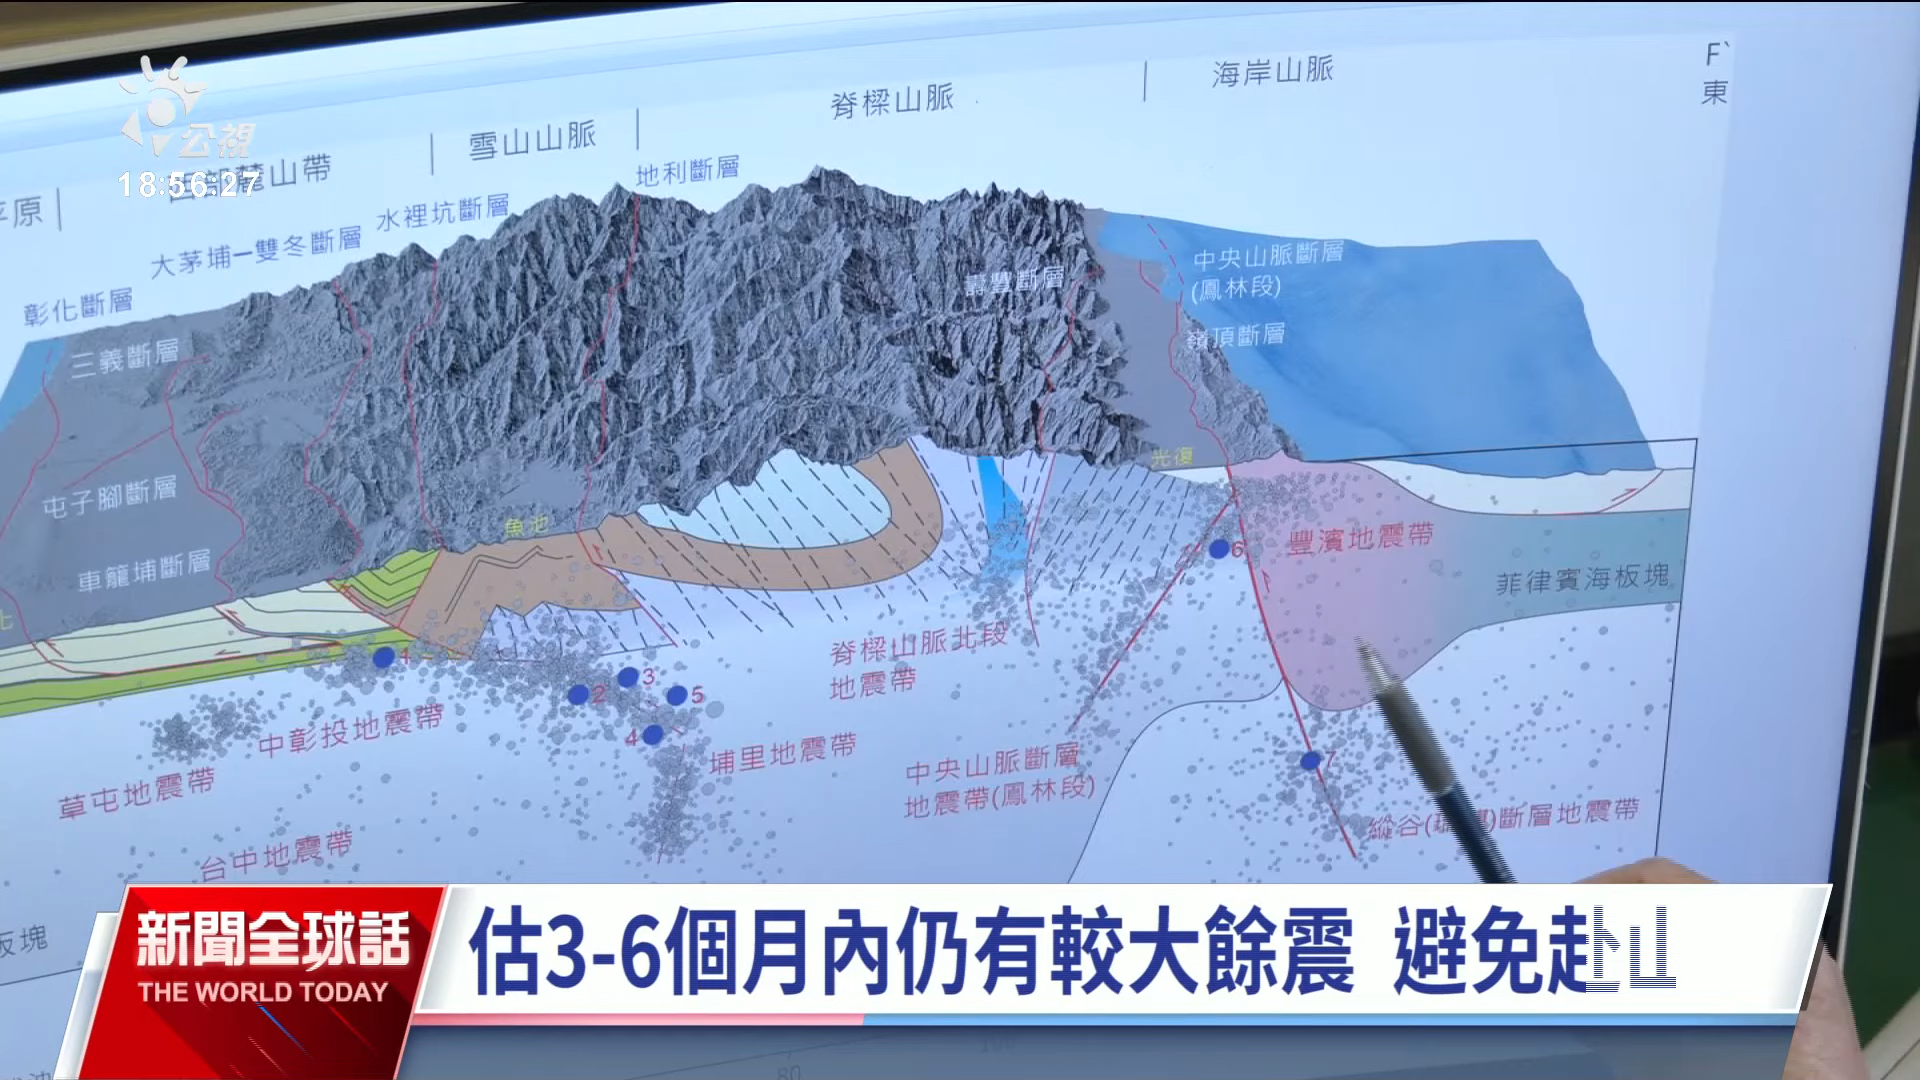 F`
東
海岸山脈
脊樑山脈
雪山山脈
公視
18:56:27
西部麓山帶
平原
地利斷層
水裡坑斷層
大茅埔-雙冬斷層
彰化斷層
三義斷層
中央山脈斷層
(鳳林段)
壽豐斷層
嶺頂斷層
屯子腳斷層
車籠埔斷層
光復
魚池
豐濱地震帶
菲律賓海板塊
脊樑山脈北段
地震帶
1
2
3
4
5
6
7
中彰投地震帶
埔里地震帶
中央山脈斷層
地震帶(鳳林段)
草屯地震帶
台中地震帶
斷層地震帶
板塊
新聞全球話
THE WORLD TODAY
估3-6個月內仍有較大餘震 避免赴山
80
100